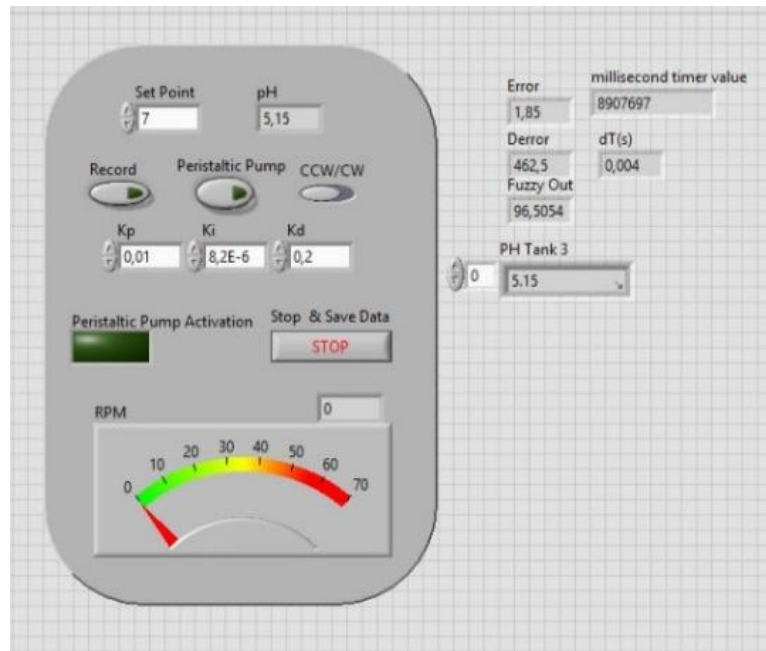 Set Point pH
7 5,15
Record Peristaltic Pump CCW/CW
Kp Ki Kd
0,01 8,2E-6 0,2
Peristaltic Pump Activation Stop & Save Data
STOP
RPM 0
0 10 20 30 40 50 60 70
Error millisecond timer value
1,85 8907697
Derror dT(s)
462,5 0,004
Fuzzy Out
96,5054
PH Tank 3
0 5.15